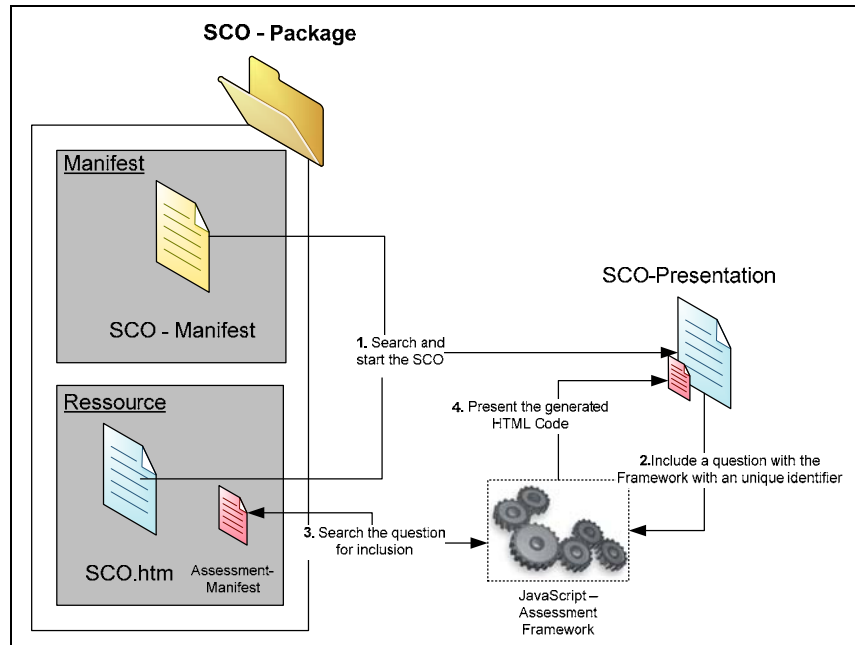 SCO - Package
Manifest
SCO - Manifest
SCO-Presentation
1. Search and
start the SCO
Ressource
4. Present the generated
HTML Code
2.Include a question with the
Framework with an unique identifier
3. Search the question
for inclusion
SCO.htm
Assessment-
Manifest
JavaScript –
Assessment
Framework